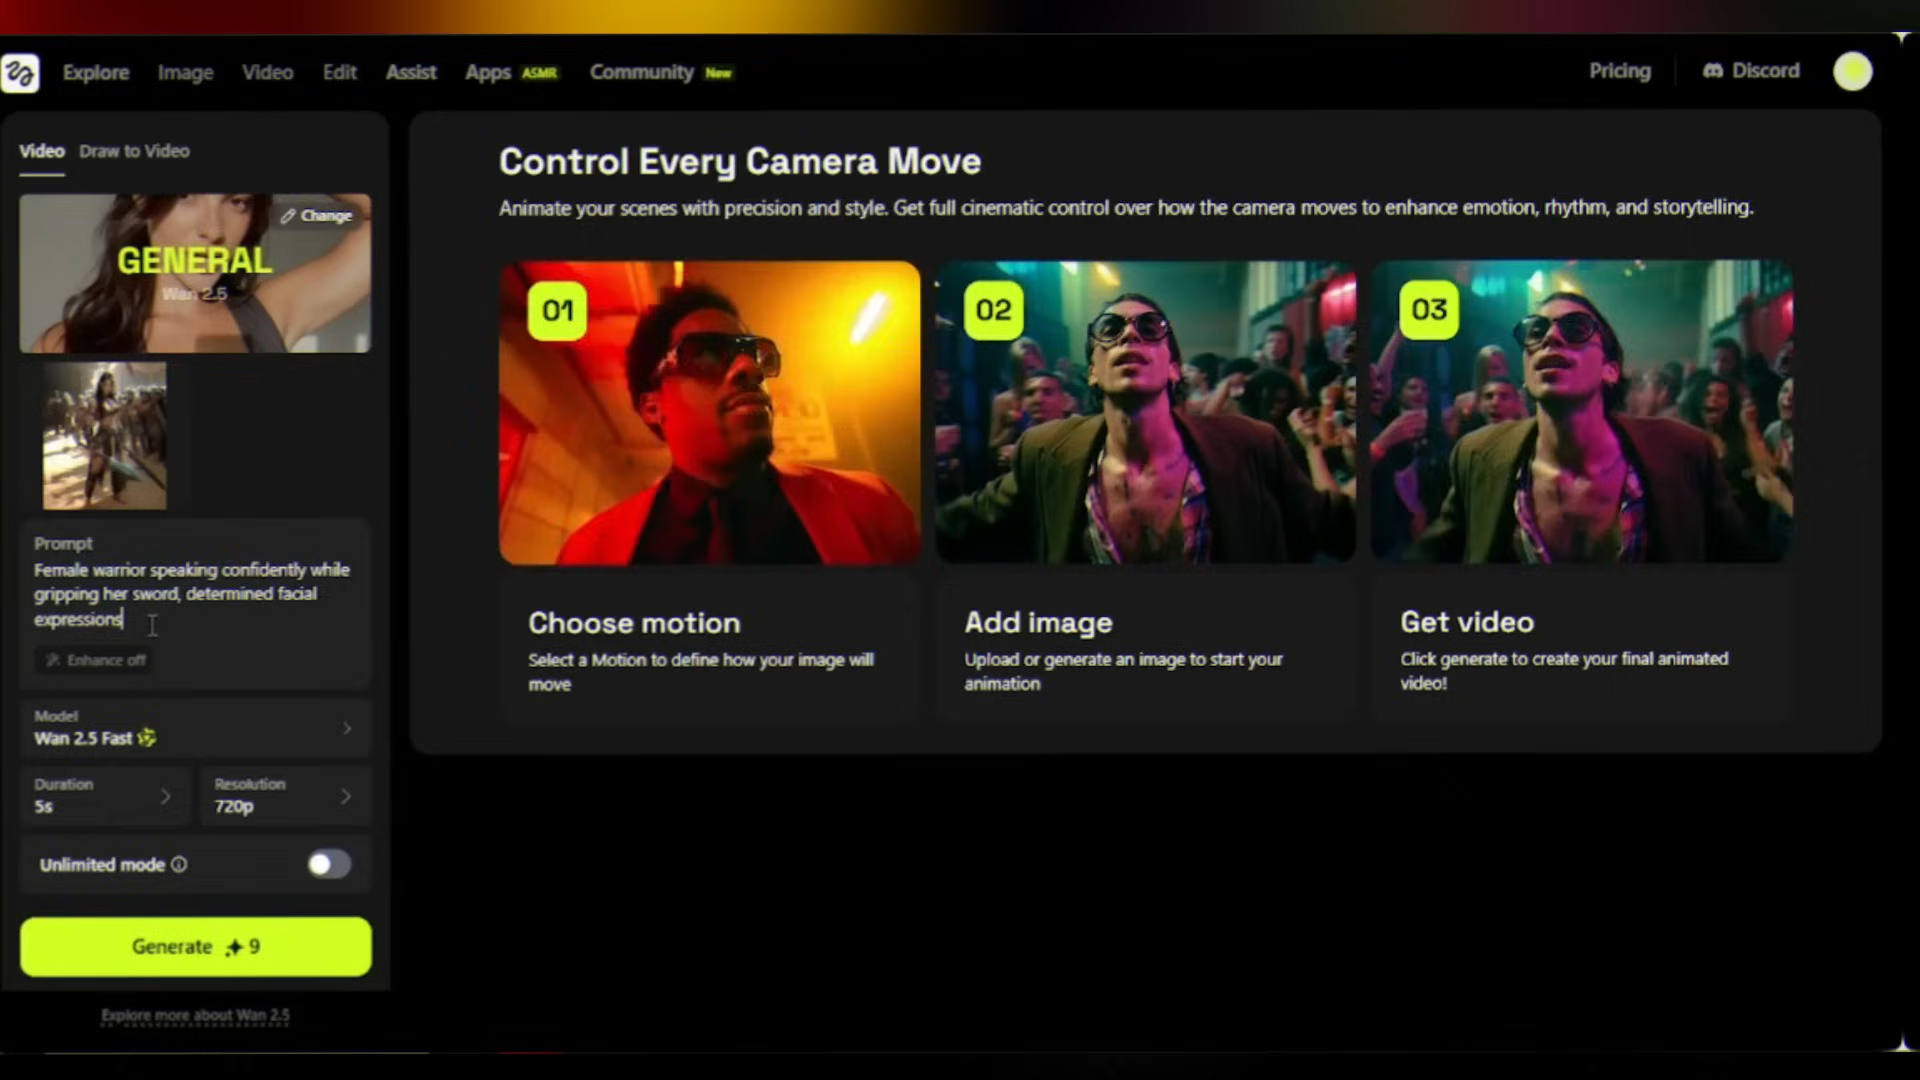 Explore Image Video Edit Assist Apps ASMR Community New Pricing Discord
Video Draw to Video
Change
GENERAL
Wan 2.5
Prompt
Female warrior speaking confidently while
gripping her sword, determined facial
expressions
Enhance off
Model
Wan 2.5 Fast
Duration
5s
Resolution
720p
Unlimited mode
Generate 9
Explore more about Wan 2.5
Control Every Camera Move
Animate your scenes with precision and style. Get full cinematic control over how the camera moves to enhance emotion, rhythm, and storytelling.
01
Choose motion
Select a Motion to define how your image will
move
02
Add image
Upload or generate an image to start your
animation
03
Get video
Click generate to create your final animated
video!